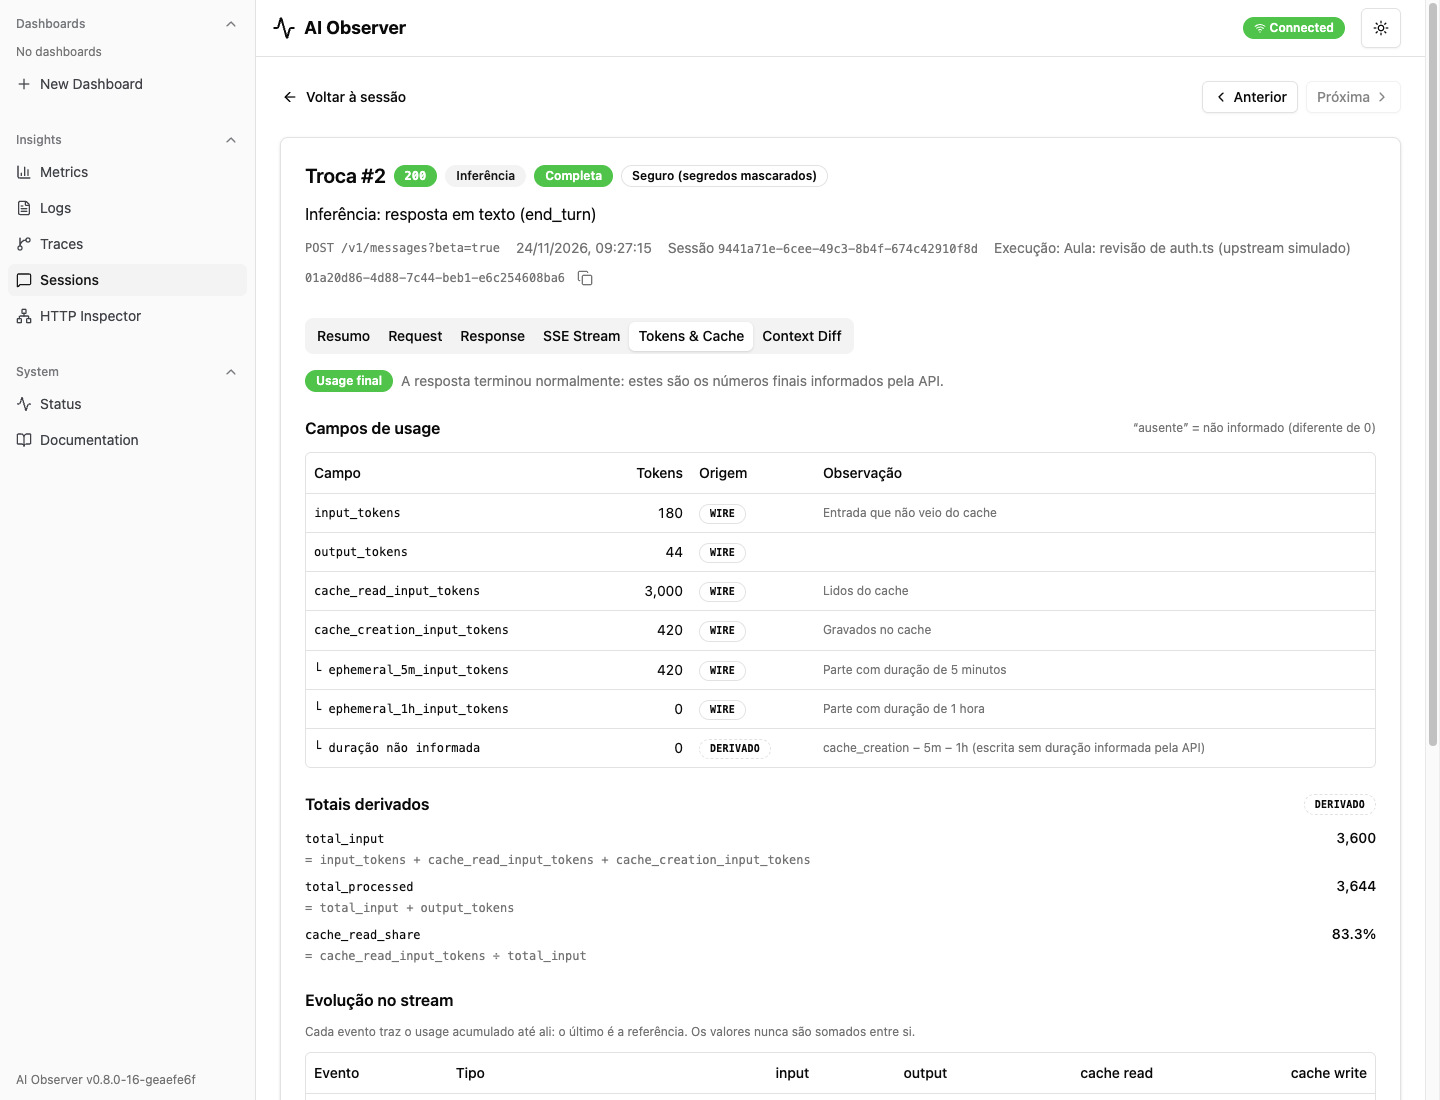 Dashboards
No dashboards
New Dashboard
Insights
Metrics
Logs
Traces
Sessions
HTTP Inspector
System
Status
Documentation
AI Observer v0.8.0-16-geaefe6f
AI Observer
Connected
Voltar à sessão
Anterior
Próxima
Troca #2 200 Inferência Completa Seguro (segredos mascarados)
Inferência: resposta em texto (end_turn)
POST /v1/messages?beta=true 24/11/2026, 09:27:15 Sessão 9441a71e-6cee-49c3-8b4f-674c42910f8d Execução: Aula: revisão de auth.ts (upstream simulado)
01a20d86-4d88-7c44-beb1-e6c254608ba6
Resumo Request Response SSE Stream Tokens & Cache Context Diff
Usage final A resposta terminou normalmente: estes são os números finais informados pela API.
Campos de usage “ausente” = não informado (diferente de 0)
Campo Tokens Origem Observação
input_tokens 180 WIRE Entrada que não veio do cache
output_tokens 44 WIRE
cache_read_input_tokens 3,000 WIRE Lidos do cache
cache_creation_input_tokens 420 WIRE Gravados no cache
└ ephemeral_5m_input_tokens 420 WIRE Parte com duração de 5 minutos
└ ephemeral_1h_input_tokens 0 WIRE Parte com duração de 1 hora
└ duração não informada 0 DERIVADO cache_creation − 5m − 1h (escrita sem duração informada pela API)
Totais derivados DERIVADO
total_input 3,600
= input_tokens + cache_read_input_tokens + cache_creation_input_tokens
total_processed 3,644
= total_input + output_tokens
cache_read_share 83.3%
= cache_read_input_tokens ÷ total_input
Evolução no stream
Cada evento traz o usage acumulado até ali: o último é a referência. Os valores nunca são somados entre si.
Evento Tipo input output cache read cache write